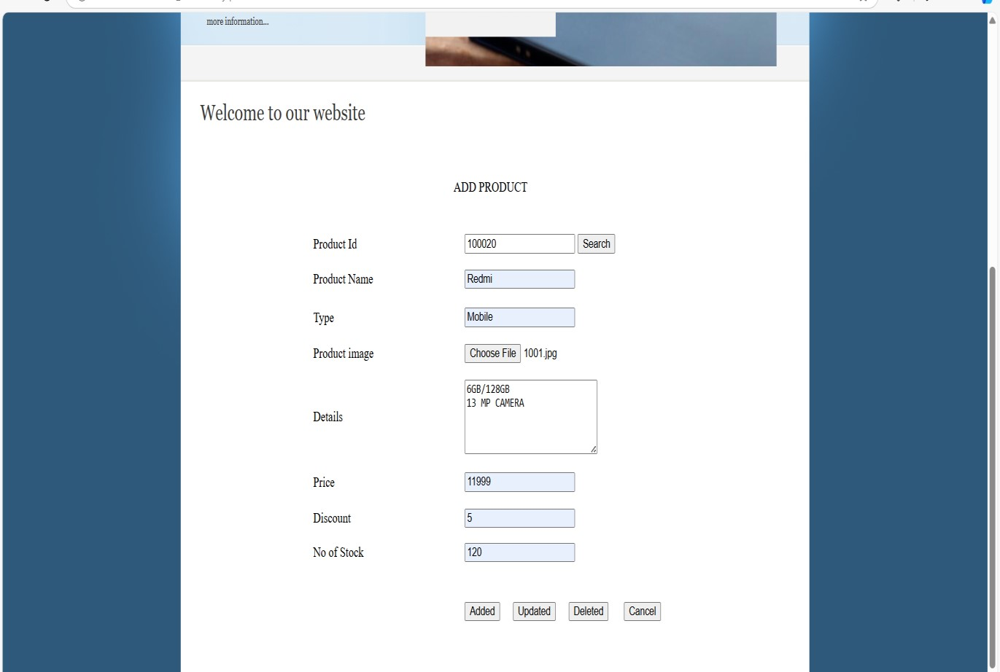 more information...
Welcome to our website
ADD PRODUCT
Product Id 100020 Search
Product Name Redmi
Type Mobile
Product image Choose File 1001.jpg
Details 6GB/128GB
13 MP CAMERA
Price 11999
Discount 5
No of Stock 120
Added Updated Deleted Cancel